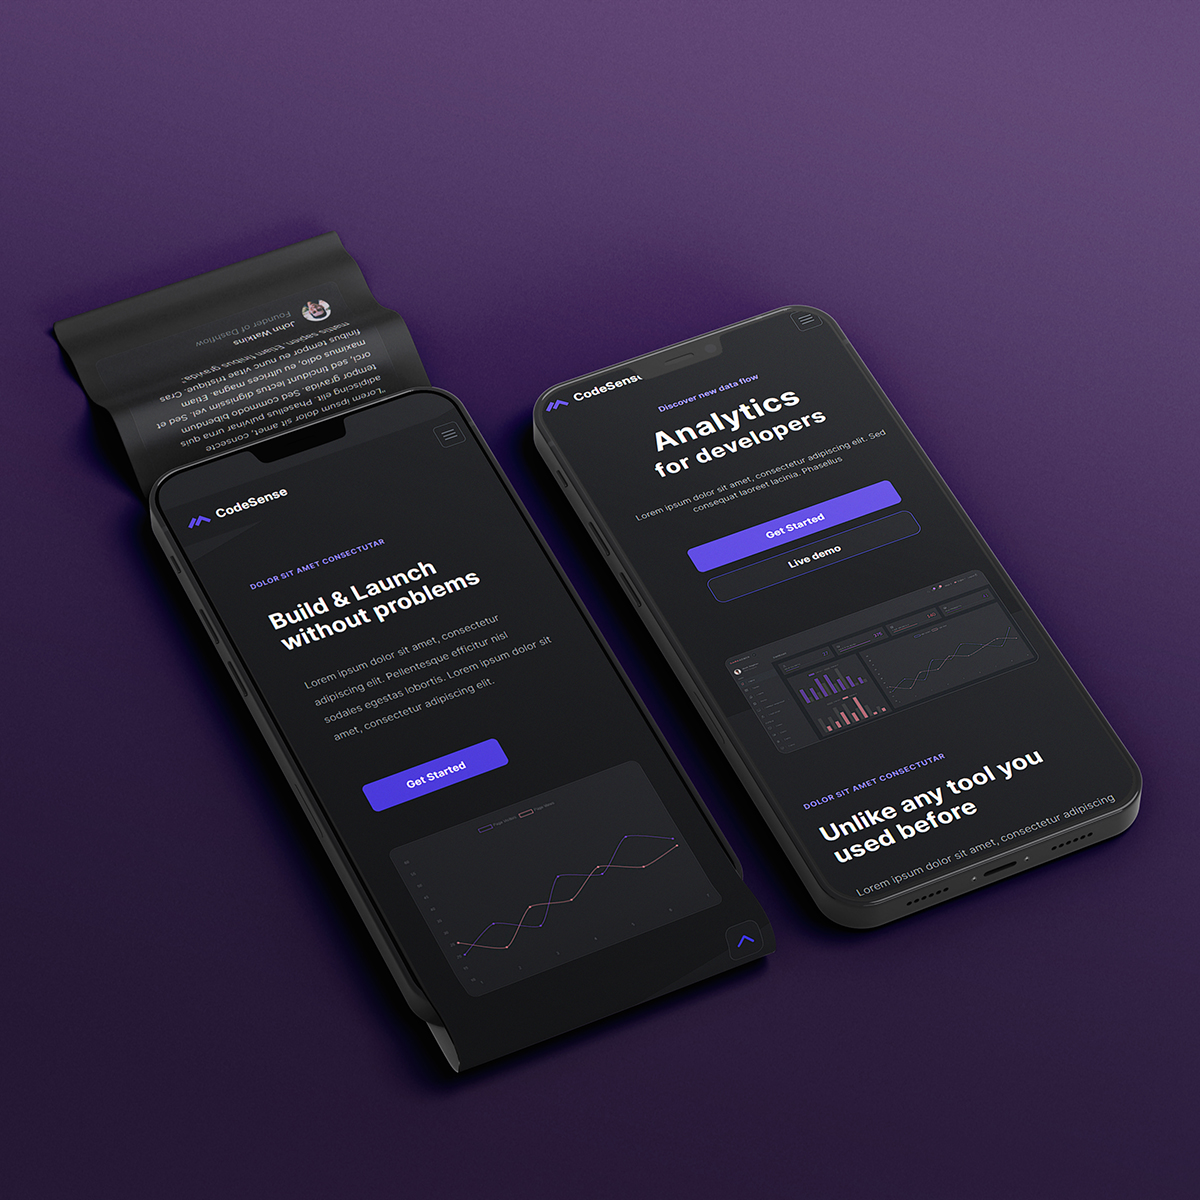 CodeSense
DOLOR SIT AMET CONSECTUTAR
Build & Launch
without problems
Lorem ipsum dolor sit amet, consectetur
adipiscing elit. Pellentesque efficitur nisl
sodales egestas lobortis. Lorem ipsum dolor sit
amet, consectetur adipiscing elit.
Get Started
"Lorem ipsum dolor sit amet, consecte
adipiscing elit. Phasellus pulvinar urna quis
tempor gravida. Sed commodo bibendum
orci, sed tincidunt lectus dignissim vel. Sed et
maximus odio, eu ultrices magna. Etiam
finibus tempor eu nunc vitae tristique. Cras
mattis sapien. Etiam finibus gravida"
John Watkins
Founder of Dashflow
CodeSens
Discover new data flow
Analytics
for developers
Lorem ipsum dolor sit amet, consectetur adipiscing elit. Sed
consequat laoreet lacinia. Phasellus
Get Started
Live demo
DOLOR SIT AMET CONSECTUTAR
Unlike any tool you
used before
Lorem ipsum dolor sit amet, consectetur adipiscing